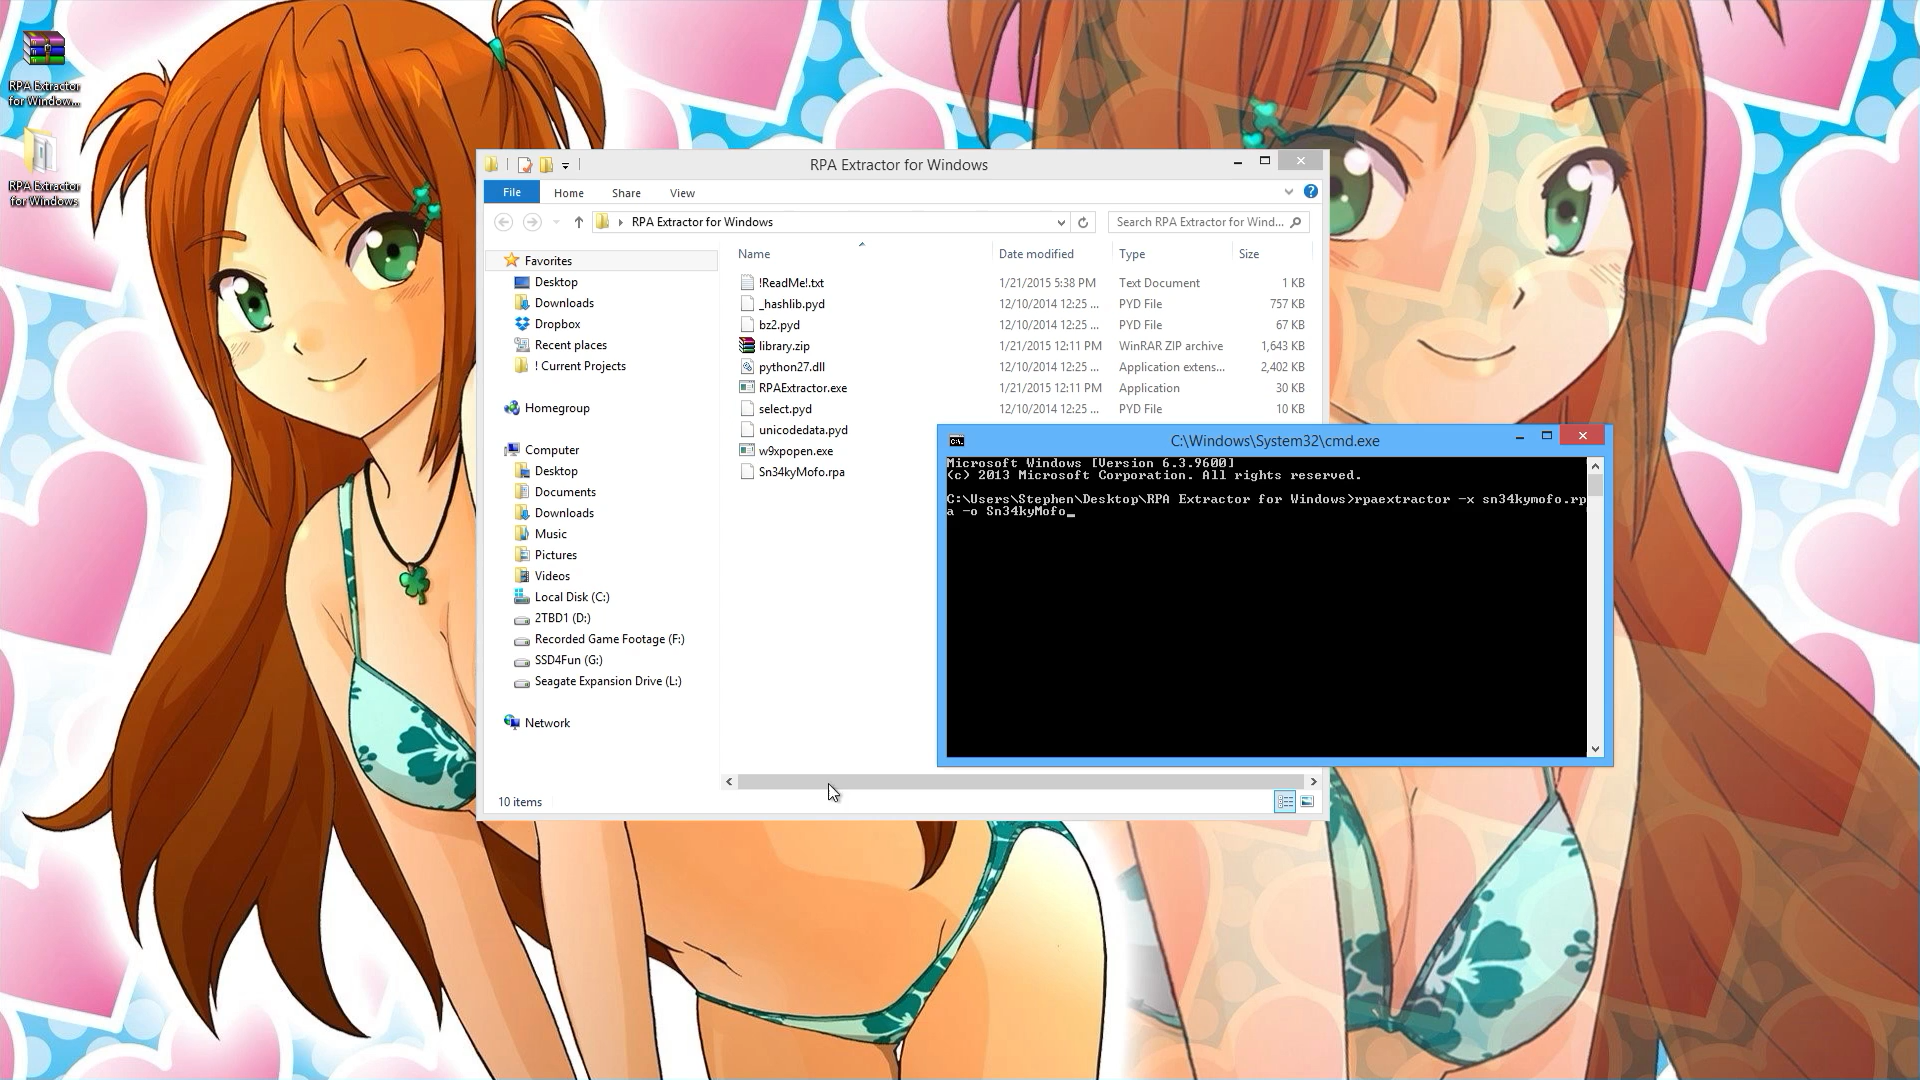 RPA Extractor
for Window...
RPA Extractor
for Windows
RPA Extractor for Windows
File Home Share View
RPA Extractor for Windows
Search RPA Extractor for Wind...
Name Date modified Type Size
Favorites
Desktop
Downloads
Dropbox
Recent places
! Current Projects
Homegroup
Computer
Desktop
Documents
Downloads
Music
Pictures
Videos
Local Disk (C:)
2TBD1 (D:)
Recorded Game Footage (F:)
SSD4Fun (G:)
Seagate Expansion Drive (L:)
Network
!ReadMe!.txt 1/21/2015 5:38 PM Text Document 1 KB
_hashlib.pyd 12/10/2014 12:25 ... PYD File 757 KB
bz2.pyd 12/10/2014 12:25 ... PYD File 67 KB
library.zip 1/21/2015 12:11 PM WinRAR ZIP archive 1,643 KB
python27.dll 12/10/2014 12:25 ... Application extens... 2,402 KB
RPAExtractor.exe 1/21/2015 12:11 PM Application 30 KB
select.pyd 12/10/2014 12:25 ... PYD File 10 KB
unicodedata.pyd
w9xpopen.exe
Sn34kyMofo.rpa
10 items
C:\Windows\System32\cmd.exe
Microsoft Windows [Version 6.3.9600]
(c) 2013 Microsoft Corporation. All rights reserved.
C:\Users\Stephen\Desktop\RPA Extractor for Windows>rpaextractor -x sn34kymofo.rp
a -o Sn34kyMofo_